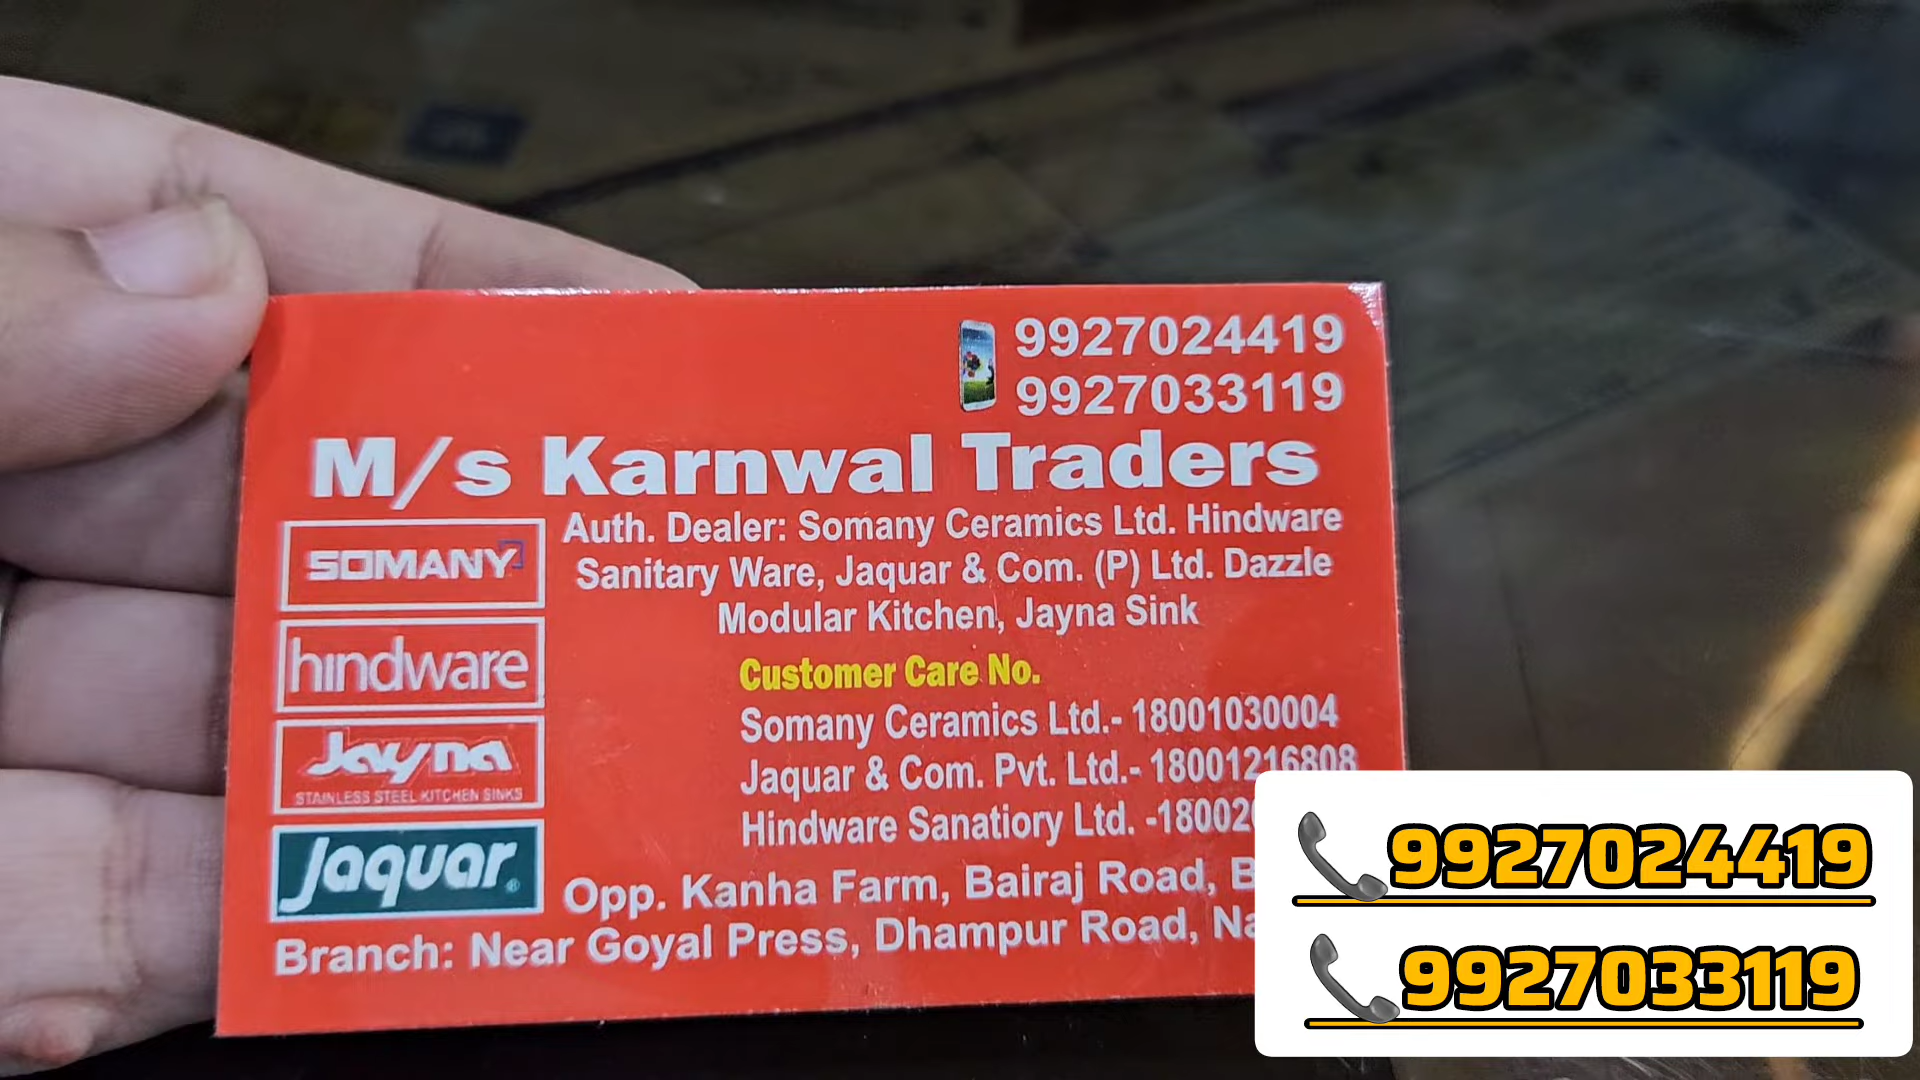 9927024419
9927033119
M/s Karnwal Traders
SOMANY
hindware
Jayna
STAINLESS STEEL KITCHEN SINKS
Jaquar
Auth. Dealer: Somany Ceramics Ltd. Hindware
Sanitary Ware, Jaquar & Com. (P) Ltd. Dazzle
Modular Kitchen, Jayna Sink
Customer Care No.
Somany Ceramics Ltd.- 18001030004
Jaquar & Com. Pvt. Ltd.- 18001216808
Hindware Sanatiory Ltd.
Opp. Kanha Farm, Bairaj Road,
Branch: Near Goyal Press, Dhampur Road,
9927024419
9927033119